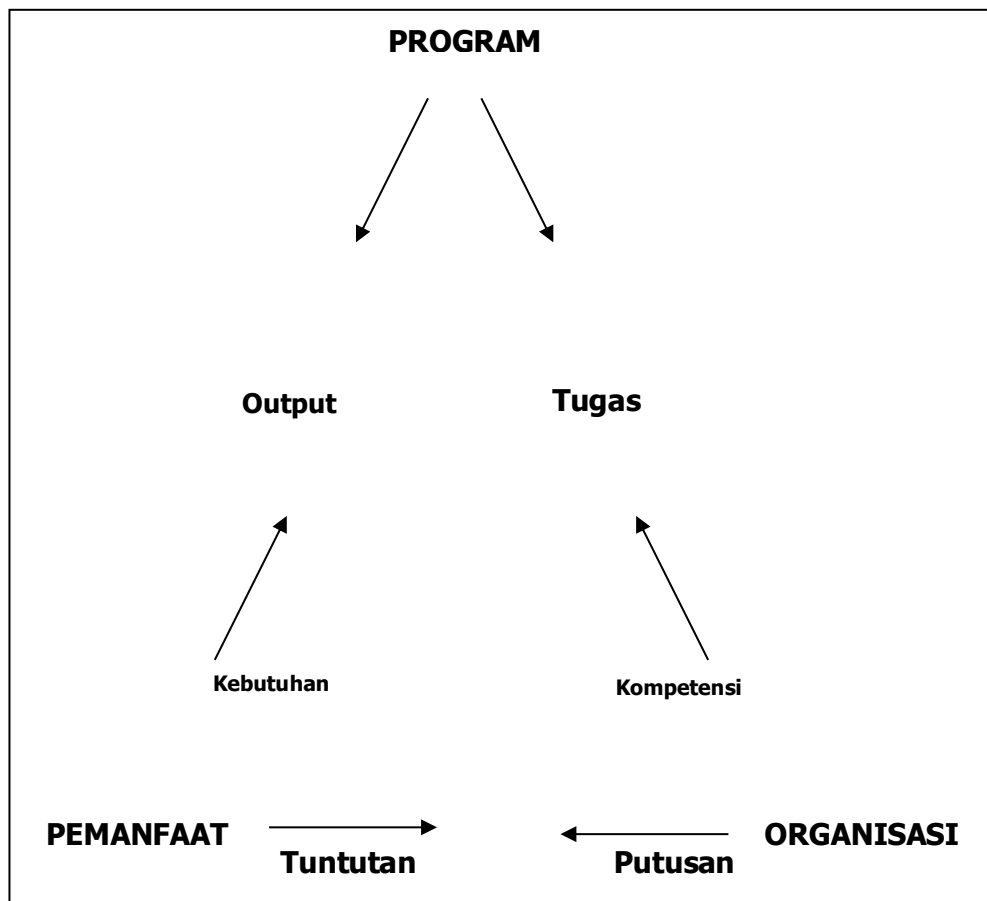 PROGRAM
Output
Tugas
Kebutuhan
Kompetensi
PEMANFAAT
ORGANISASI
Tuntutan
Putusan